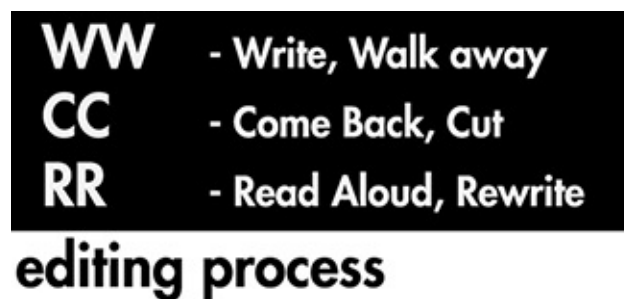 WW - Write, Walk away
CC - Come Back, Cut
RR - Read Aloud, Rewrite
editing process